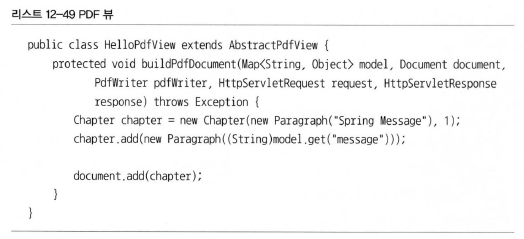 리스트 12-49 PDF 뷰
public class HelloPdfView extends AbstractPdfView {
protected void buildPdfDocument(Map<String, Object> model, Document document,
PdfWriter pdfWriter, HttpServletRequest request, HttpServletResponse
response) throws Exception {
Chapter chapter = new Chapter(new Paragraph("Spring Message"), 1);
chapter.add(new Paragraph((String)model.get("message")));
document.add(chapter);
}
}